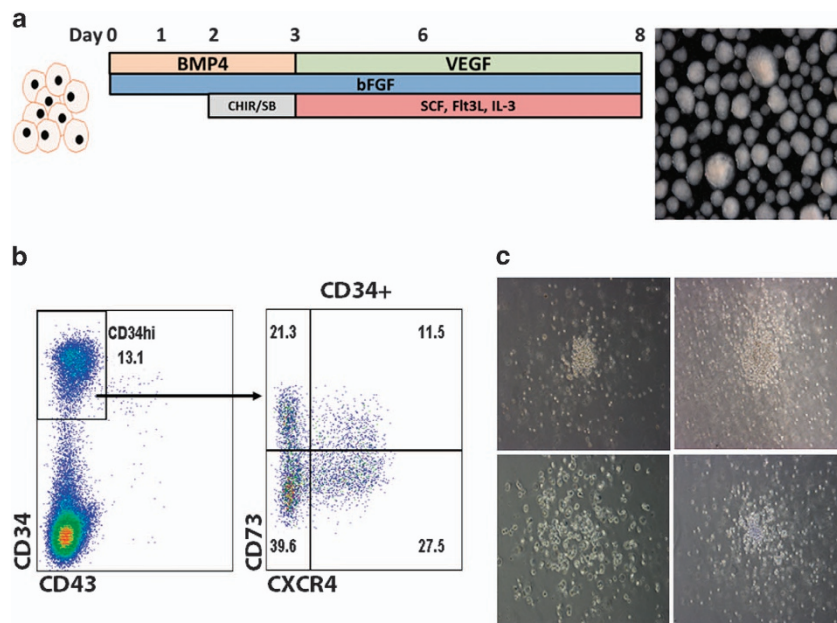 a
Day 0 1 2 3 6 8
BMP4 VEGF
bFGF
CHIR/SB SCF, Flt3L, IL-3
b
CD34hi
13.1
CD34
CD43
CD34+
21.3 11.5
39.6 27.5
CD73
CXCR4
c